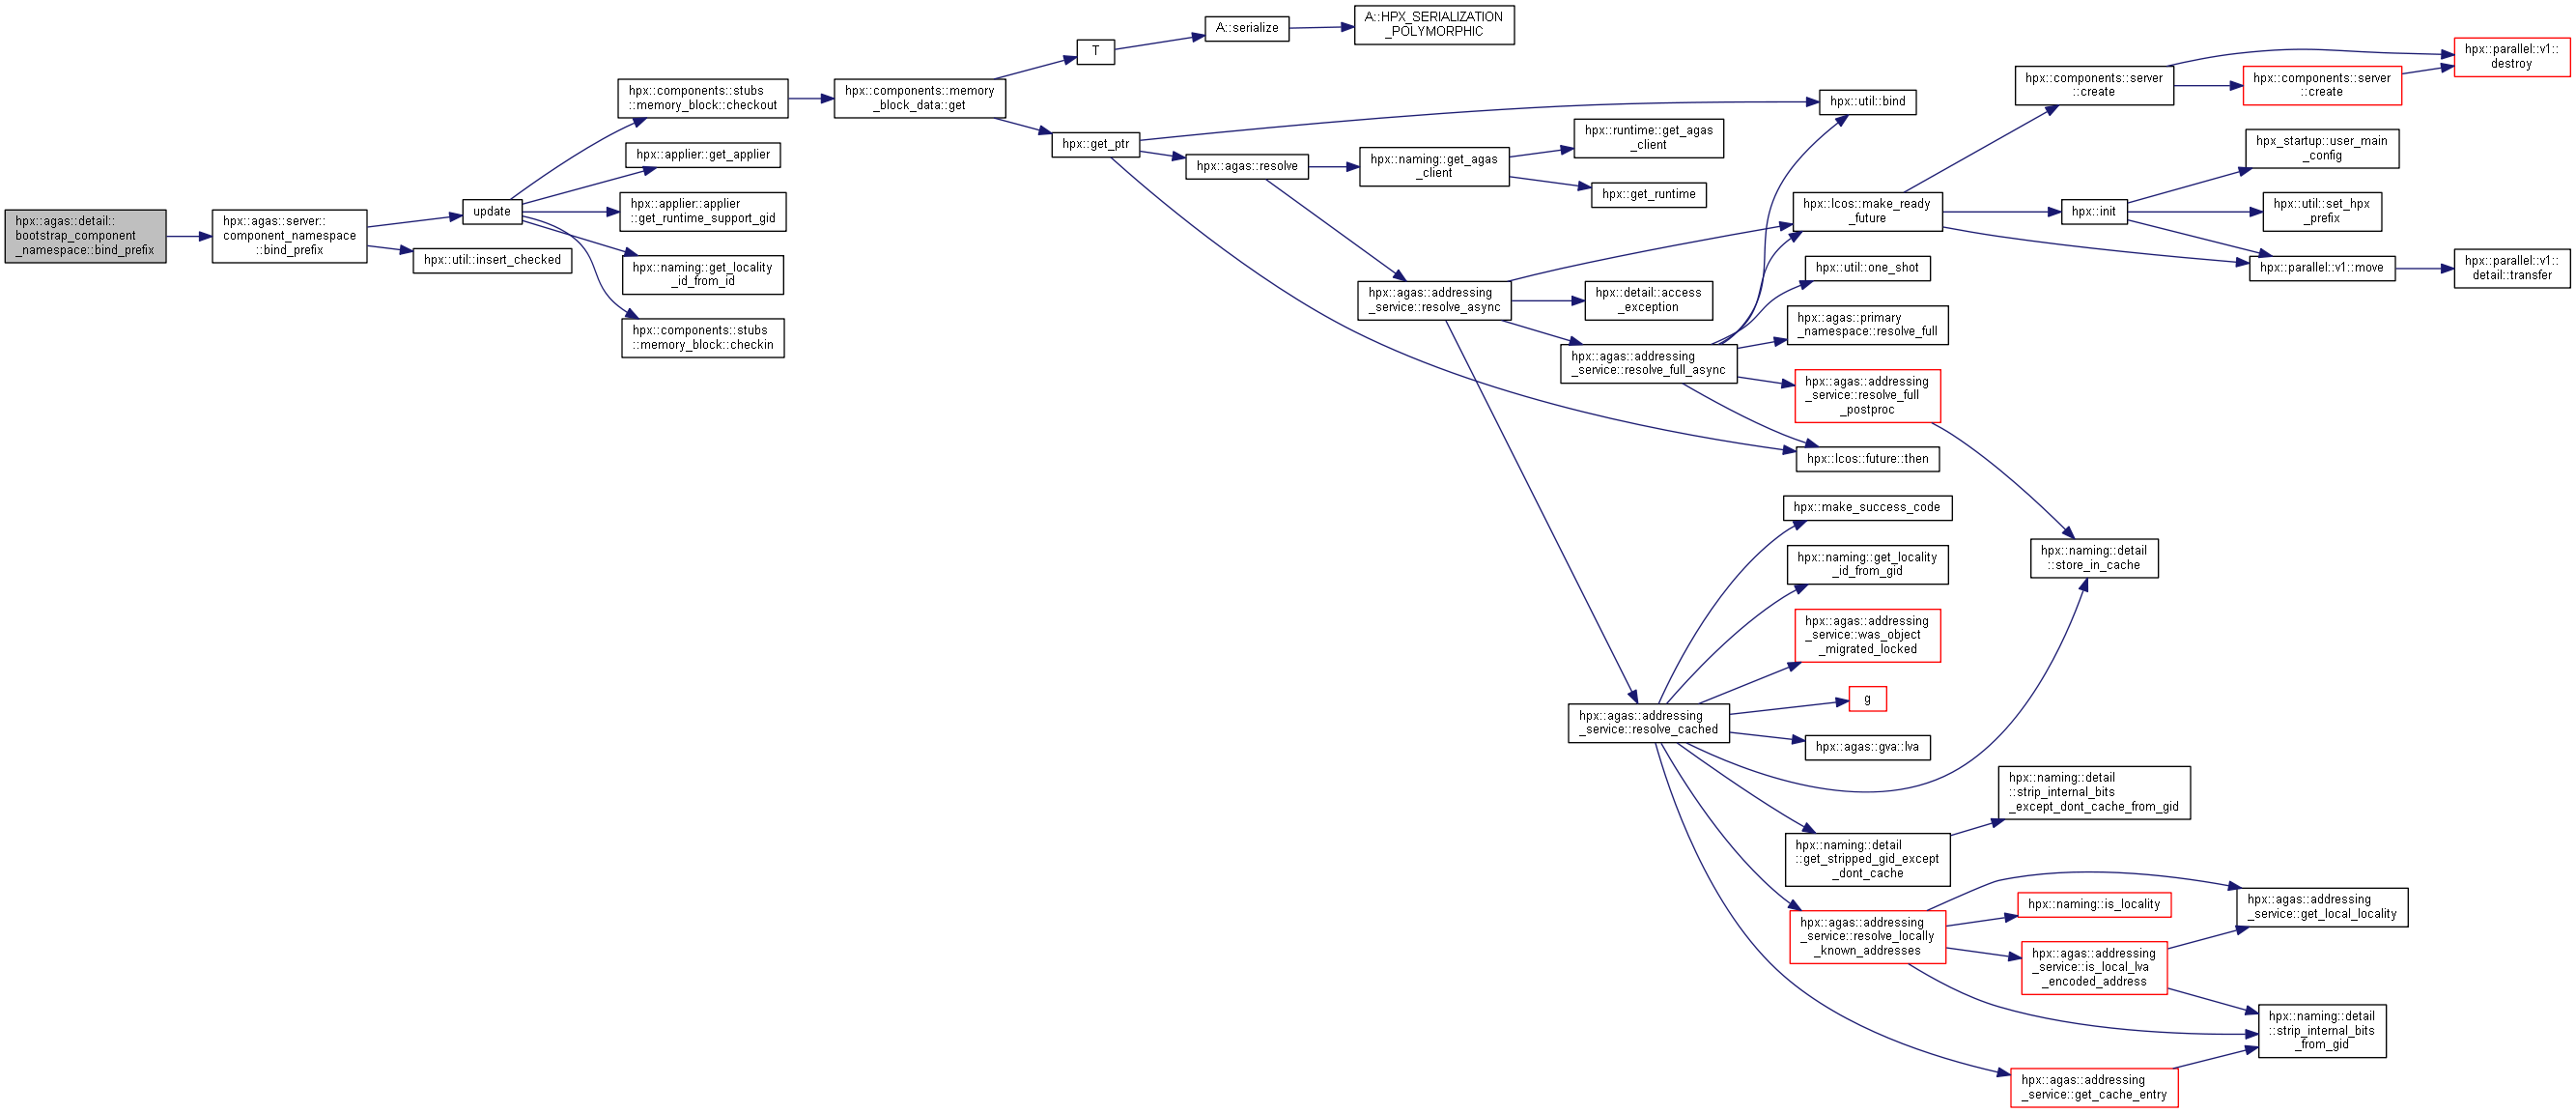 hpx::agas::detail::
bootstrap_component
_namespace::bind_prefix
hpx::agas::server::
component_namespace
::bind_prefix
update
hpx::util::insert_checked
hpx::components::stubs
::memory_block::checkout
hpx::applier::get_applier
hpx::applier::applier
::get_runtime_support_gid
hpx::naming::get_locality
_id_from_id
hpx::components::stubs
::memory_block::checkin
hpx::components::memory
_block_data::get
T
hpx::get_ptr
A::serialize
A::HPX_SERIALIZATION
_POLYMORPHIC
hpx::agas::resolve
hpx::naming::get_agas
_client
hpx::runtime::get_agas
_client
hpx::get_runtime
hpx::agas::addressing
_service::resolve_async
hpx::detail::access
_exception
hpx::agas::addressing
_service::resolve_full_async
hpx::agas::addressing
_service::resolve_cached
hpx::util::bind
hpx::lcos::make_ready
_future
hpx::util::one_shot
hpx::agas::primary
_namespace::resolve_full
hpx::agas::addressing
_service::resolve_full
_postproc
hpx::lcos::future::then
hpx::make_success_code
hpx::naming::get_locality
_id_from_gid
hpx::agas::addressing
_service::was_object
_migrated_locked
g
hpx::agas::gva::lva
hpx::naming::detail
::get_stripped_gid_except
_dont_cache
hpx::agas::addressing
_service::resolve_locally
_known_addresses
hpx::components::server
::create
hpx::init
hpx::naming::detail
::store_in_cache
hpx::naming::detail
::strip_internal_bits
_except_dont_cache_from_gid
hpx::naming::is_locality
hpx::agas::addressing
_service::is_local_lva
_encoded_address
hpx::agas::addressing
_service::get_cache_entry
hpx::components::server
::create
hpx_startup::user_main
_config
hpx::util::set_hpx
_prefix
hpx::parallel::v1::move
hpx::agas::addressing
_service::get_local_locality
hpx::naming::detail
::strip_internal_bits
_from_gid
hpx::parallel::v1::
destroy
hpx::parallel::v1::
detail::transfer